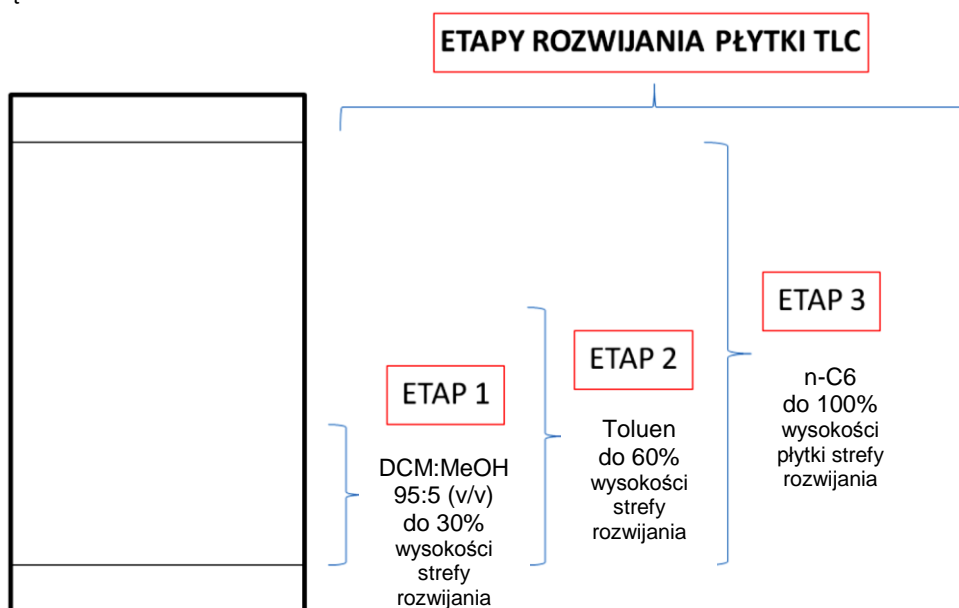 ETAPY ROZWIJANIA PŁYTKI TLC
ETAP 1
DCM:MeOH
95:5 (v/v)
do 30%
wysokości
strefy
rozwijania
ETAP 2
Toluen
do 60%
wysokości
strefy
rozwijania
ETAP 3
n-C6
do 100%
wysokości
płytki strefy
rozwijania